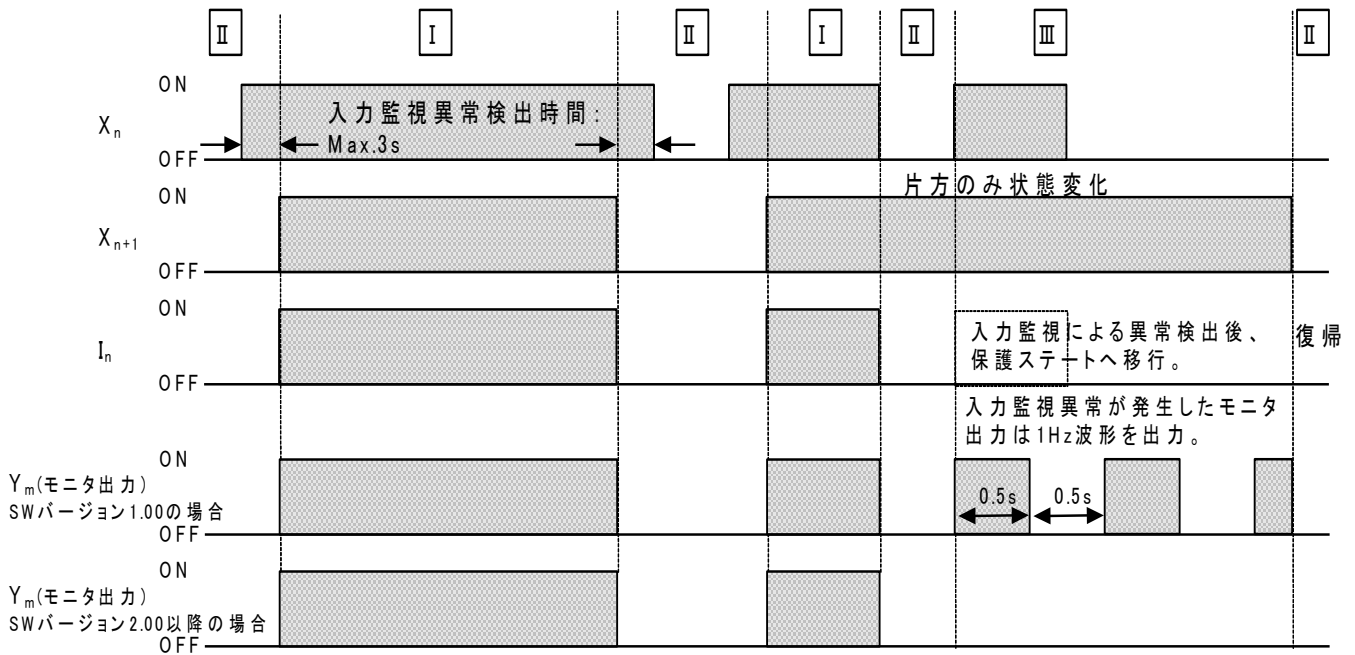 Ⅱ Ⅰ Ⅱ Ⅰ Ⅱ Ⅲ Ⅱ
ON
Xn
入力監視異常検出時間:
Max.3s
OFF
片方のみ状態変化
ON
Xn+1
OFF
ON
In
入力監視による異常検出後、
保護ステートへ移行。
復帰
OFF
入力監視異常が発生したモニタ
出力は1Hz波形を出力。
ON
Ym(モニタ出力)
SWバージョン1.00の場合
0.5s 0.5s
OFF
ON
Ym(モニタ出力)
SWバージョン2.00以降の場合
OFF